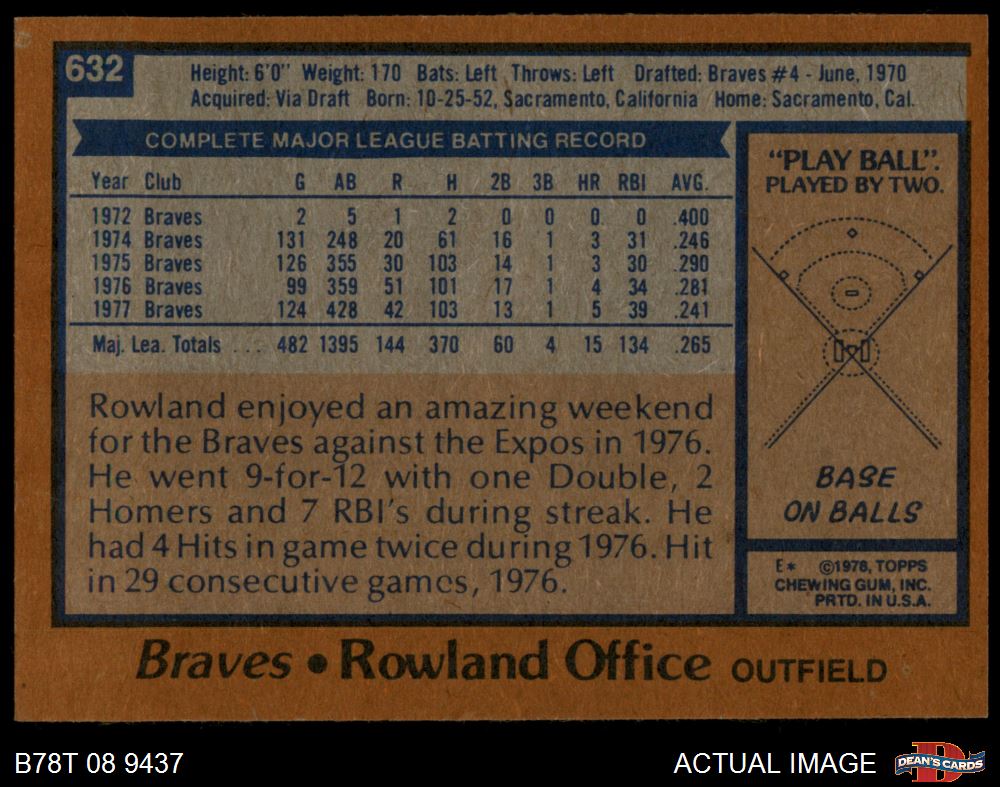 632
Height: 6'0" Weight: 170 Bats: Left Throws: Left Drafted: Braves #4 - June, 1970
Acquired: Via Draft Born: 10-25-52, Sacramento, California Home: Sacramento, Cal.
COMPLETE MAJOR LEAGUE BATTING RECORD
Year Club G AB R H 2B 3B HR RBI AVG.
1972 Braves 2 5 1 2 0 0 0 0 .400
1974 Braves 131 248 20 61 16 1 3 31 .246
1975 Braves 126 355 30 103 14 1 3 30 .290
1976 Braves 99 359 51 101 17 1 4 34 .281
1977 Braves 124 428 42 103 13 1 5 39 .241
Maj. Lea. Totals ... 482 1395 144 370 60 4 15 134 .265
Rowland enjoyed an amazing weekend
for the Braves against the Expos in 1976.
He went 9-for-12 with one Double, 2
Homers and 7 RBI's during streak. He
had 4 Hits in game twice during 1976. Hit
in 29 consecutive games, 1976.
"PLAY BALL".
PLAYED BY TWO.
BASE
ON BALLS
E* ©1978, TOPPS
CHEWING GUM, INC.
PRTD. IN U.S.A.
Braves • Rowland Office OUTFIELD
B78T 08 9437
ACTUAL IMAGE
D
DEAN'S CARDS